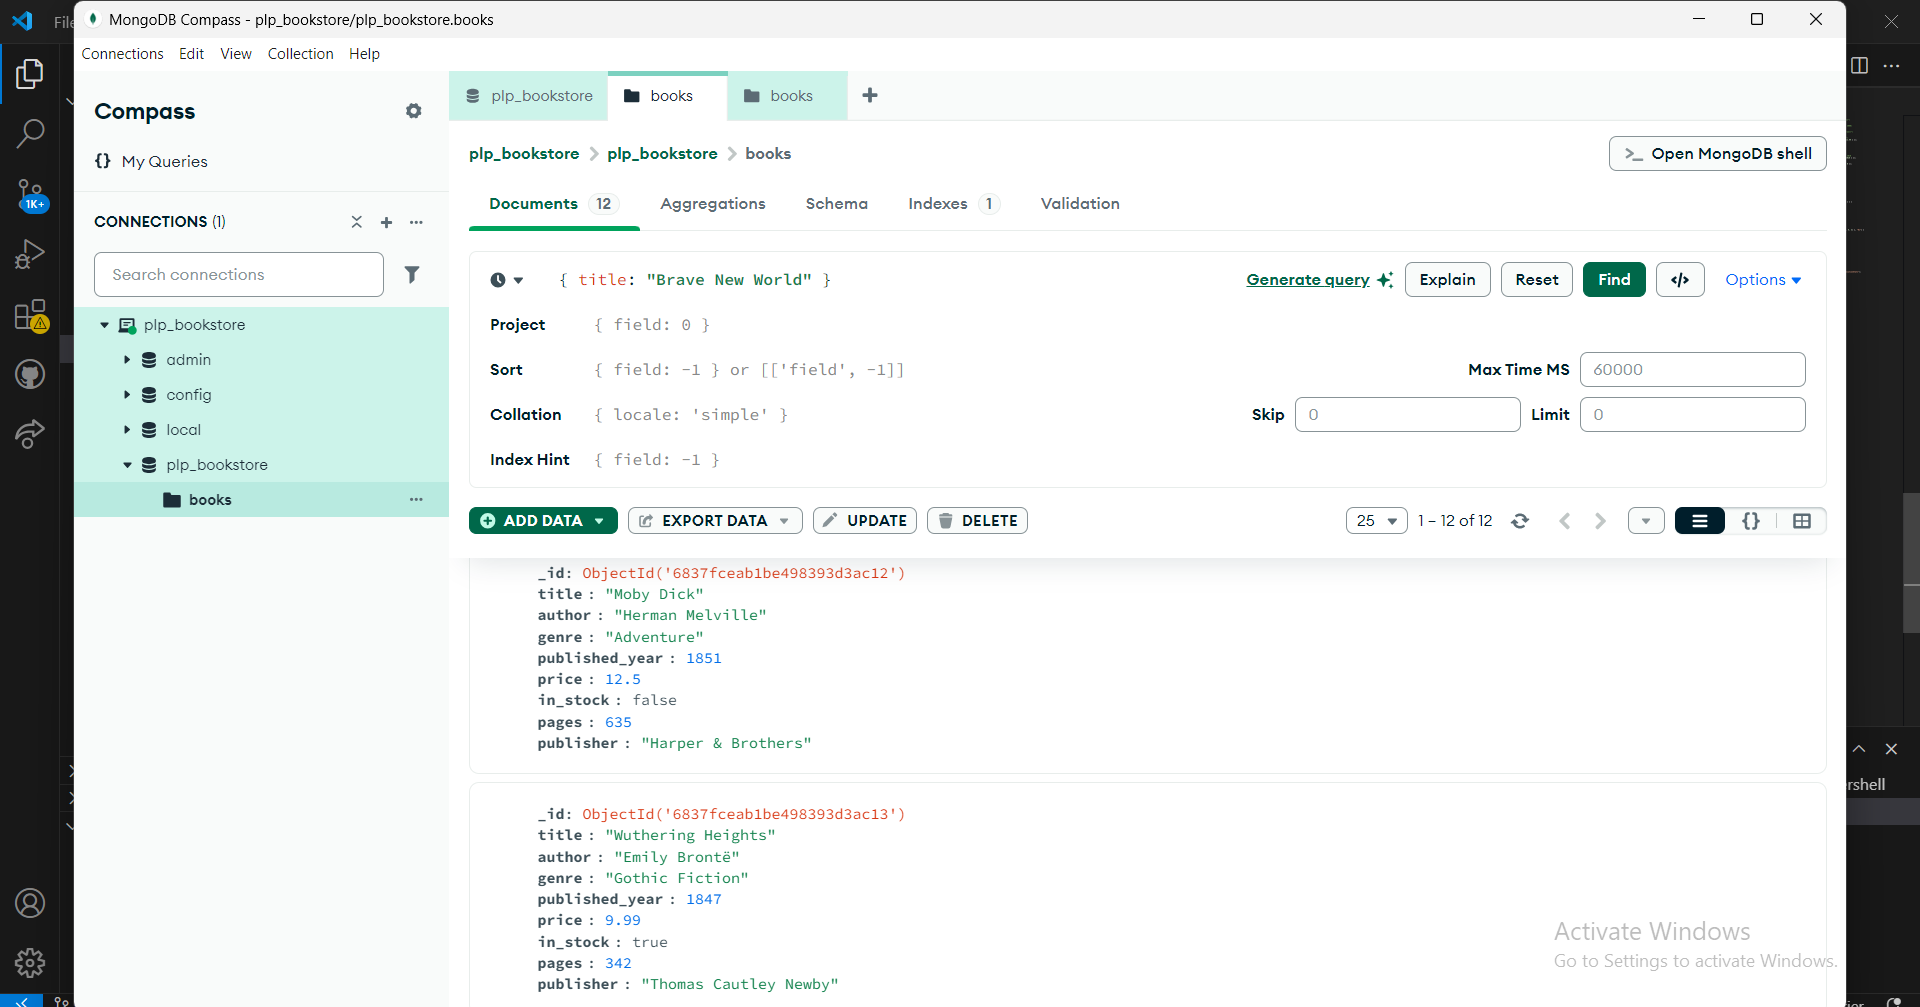 File
MongoDB Compass - plp_bookstore/plp_bookstore.books
Connections Edit View Collection Help
Compass
{} My Queries
1K+
CONNECTIONS (1)
Search connections
plp_bookstore
admin
config
local
plp_bookstore
books
plp_bookstore books books
plp_bookstore > plp_bookstore > books
>_ Open MongoDB shell
Documents 12 Aggregations Schema Indexes 1 Validation
{ title: "Brave New World" }
Generate query Explain Reset Find </> Options
Project { field: 0 }
Sort { field: -1 } or [['field', -1]]
Max Time MS 60000
Collation { locale: 'simple' }
Skip 0 Limit 0
Index Hint { field: -1 }
ADD DATA EXPORT DATA UPDATE DELETE
25 1 – 12 of 12 {}
_id: ObjectId('6837fceab1be498393d3ac12')
title : "Moby Dick"
author : "Herman Melville"
genre : "Adventure"
published_year : 1851
price : 12.5
in_stock : false
pages : 635
publisher : "Harper & Brothers"
_id: ObjectId('6837fceab1be498393d3ac13')
title : "Wuthering Heights"
author : "Emily Brontë"
genre : "Gothic Fiction"
published_year : 1847
price : 9.99
in_stock : true
pages : 342
publisher : "Thomas Cautley Newby"
rshell
Activate Windows
Go to Settings to activate Windows.